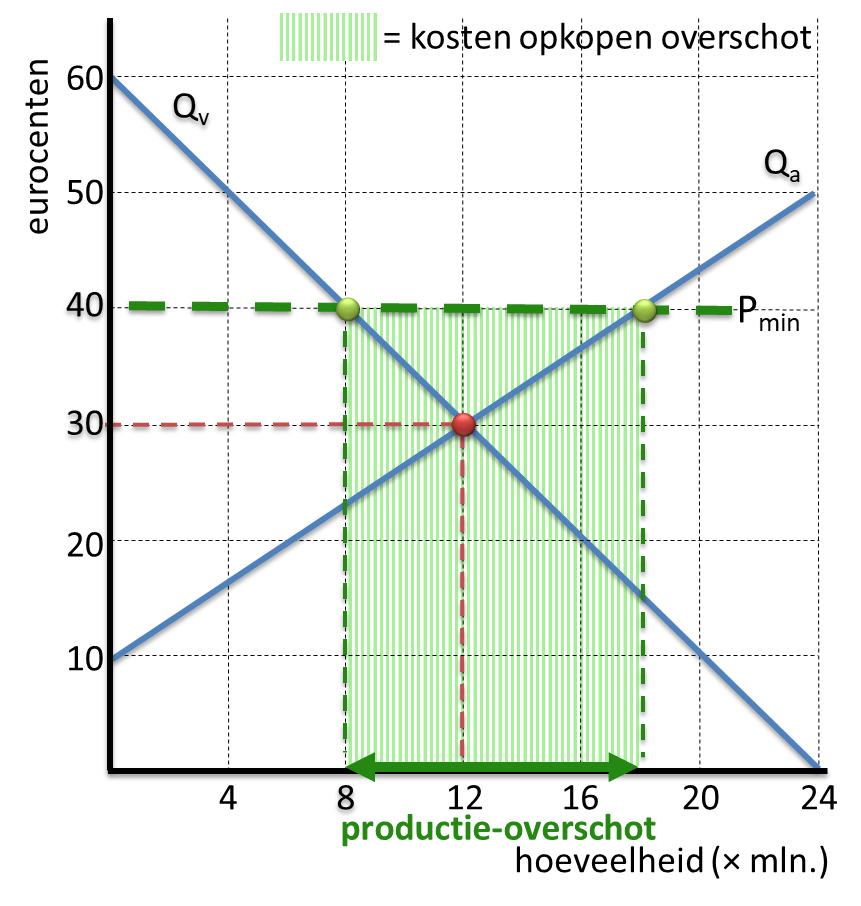 = kosten opkopen overschot
eurocenten
60
Qv
50
Qa
40
Pmin
30
20
10
4 8 12 16 20 24
productie-overschot
hoeveelheid (× mln.)